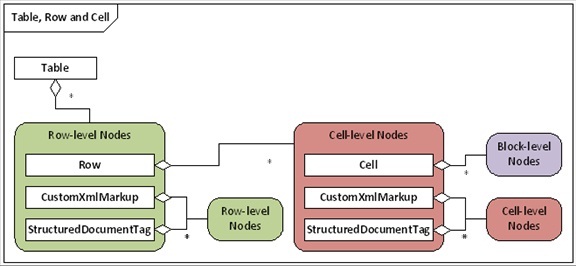 Table, Row and Cell
Table
*
Row-level Nodes
Row
CustomXmlMarkup
StructuredDocumentTag
*
Row-level
Nodes
*
Cell-level Nodes
Cell
CustomXmlMarkup
StructuredDocumentTag
*
Block-level
Nodes
*
Cell-level
Nodes